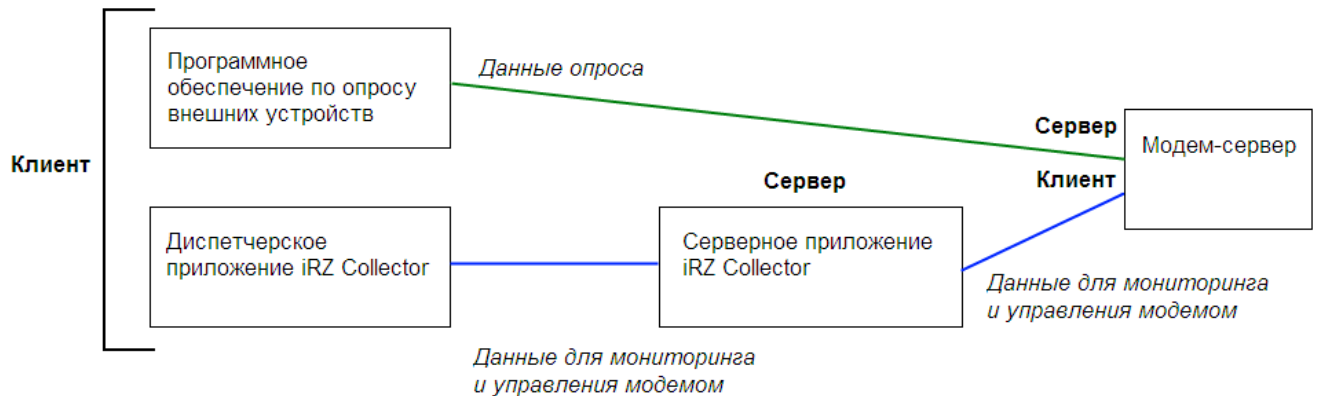 Программное
обеспечение по опросу
внешних устройств
Данные опроса
Сервер
Модем-сервер
Клиент
Клиент
Сервер
Диспетчерское
приложение iRZ Collector
Серверное приложение
iRZ Collector
Данные для мониторинга
и управления модемом
Данные для мониторинга
и управления модемом